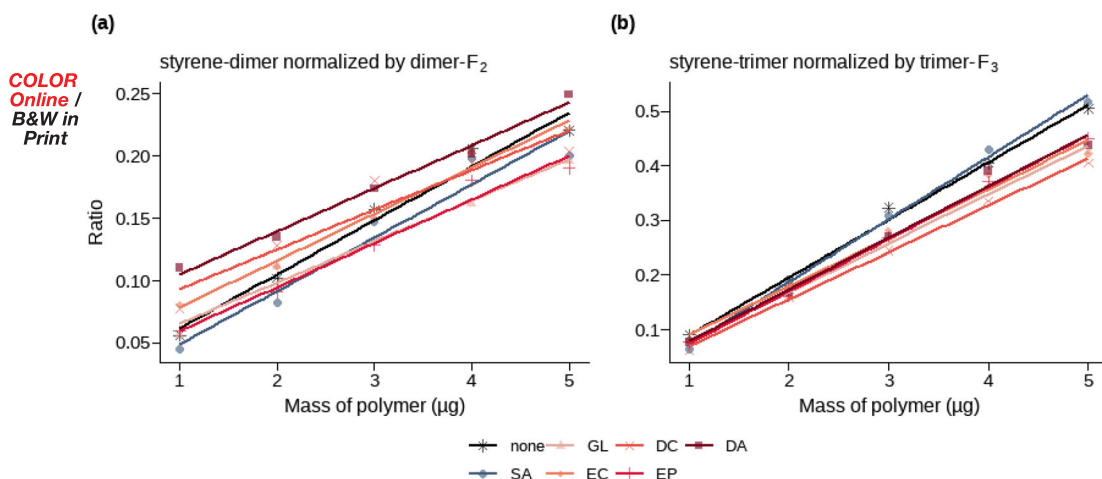 (a)
(b)
styrene-dimer normalized by dimer-F2
styrene-trimer normalized by trimer-F3
COLOR
Online /
B&W in
Print
Ratio
0.25
0.20
0.15
0.10
0.05
1 2 3 4 5
Mass of polymer (µg)
0.5
0.4
0.3
0.2
0.1
1 2 3 4 5
Mass of polymer (µg)
none GL DC DA
SA EC EP